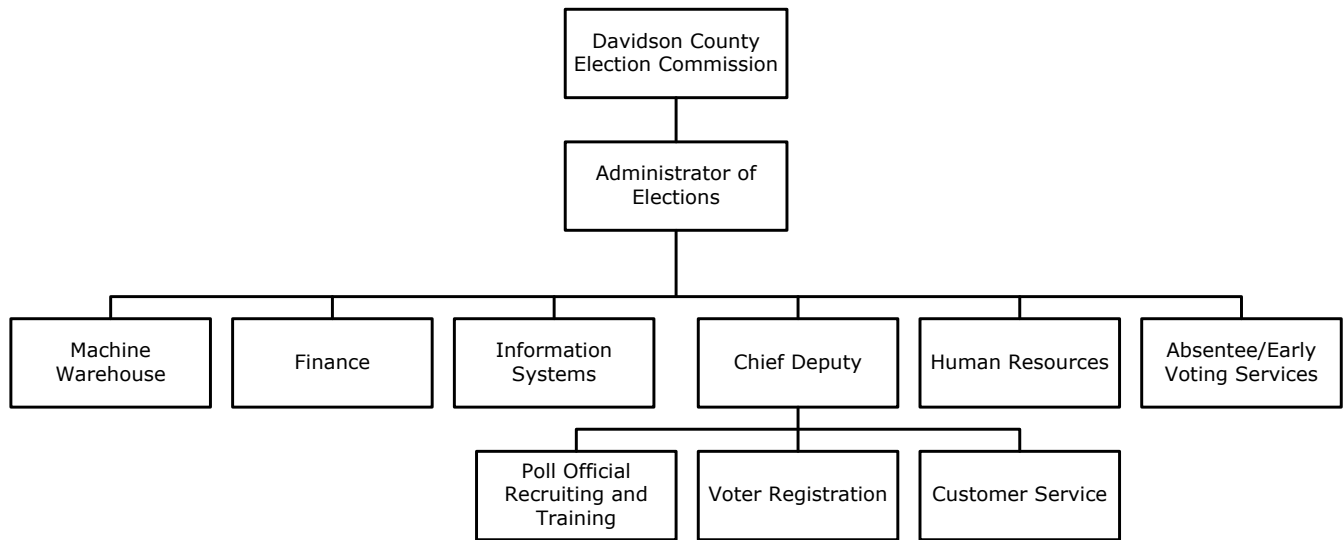 Davidson County
Election Commission
Administrator of
Elections
Machine
Warehouse
Finance
Information
Systems
Chief Deputy
Human Resources
Absentee/Early
Voting Services
Poll Official
Recruiting and
Training
Voter Registration
Customer Service